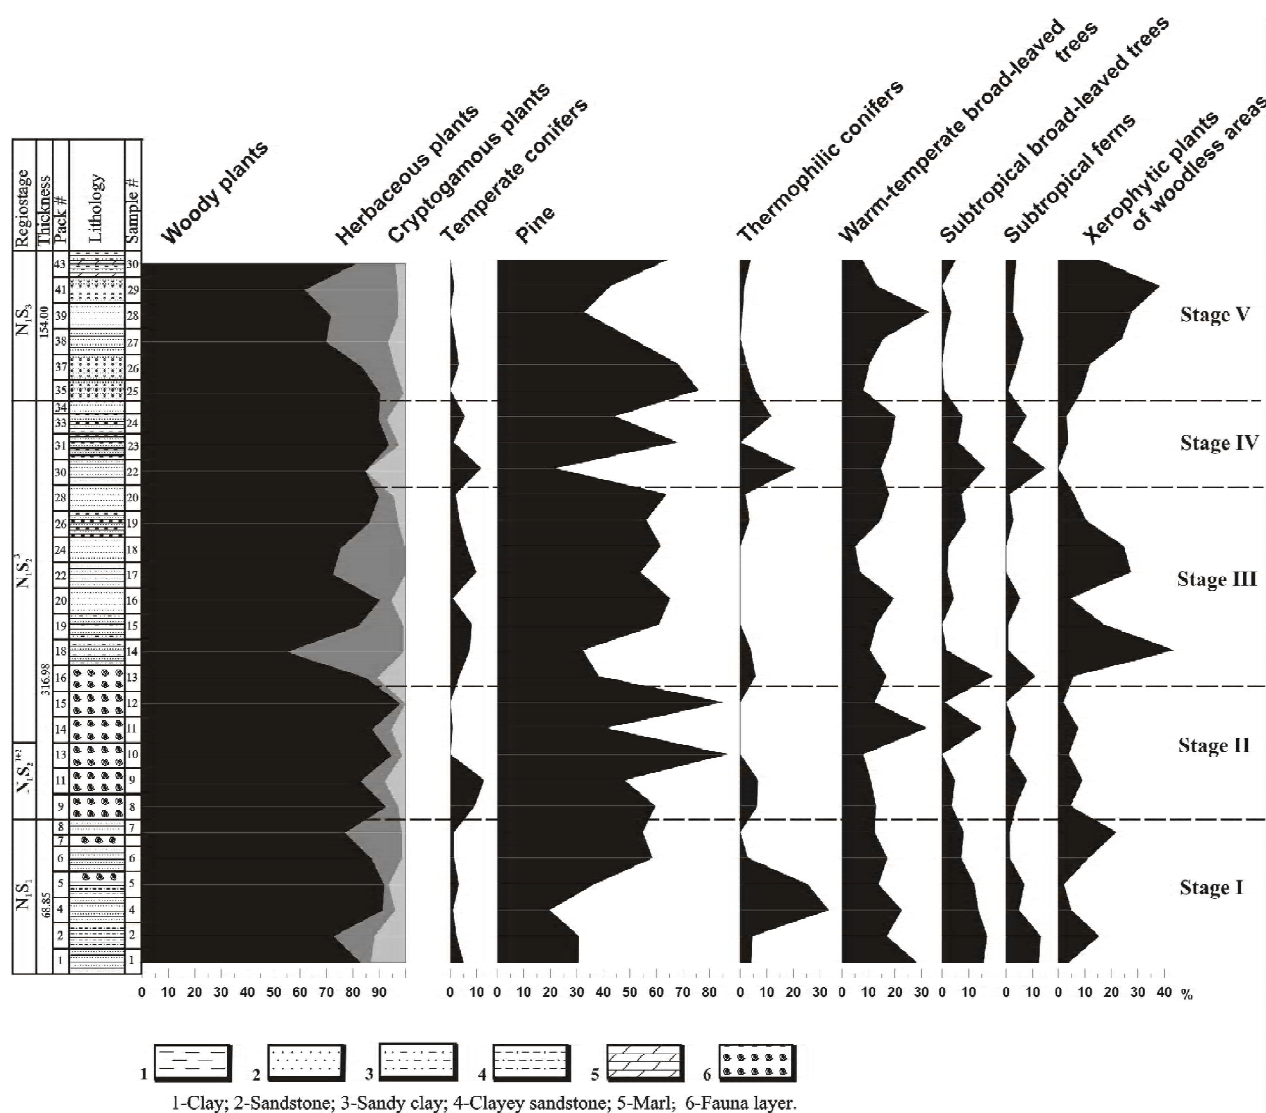 Woody plants
Herbaceous plants
Cryptogamous plants
Temperate conifers
Pine
Thermophilic conifers
Warm-temperate broad-leaved
trees
Subtropical broad-leaved trees
Subtropical ferns
Xerophytic plants
of woodless areas
Regiostage
Thickness
Pack #
Lithology
Sample #
43 30
41 29
39 28
38 27
37 26
35 25
34
33 24
31 23
30 22
28 20
26 19
24 18
22 17
20 16
19 15
18 14
16 13
15 12
14 11
13 10
11 9
9 8
8 7
7
6 6
5 5
4 4
2 2
1 1
N₁S₃
154.00
316.98
N₁S₁
68.85
Stage V
Stage IV
Stage III
Stage II
Stage I
0 10 20 30 40 50 60 70 80 90 0 10 0 10 20 30 40 50 60 70 80 0 10 20 30 0 10 20 30 0 10 0 10 0 10 20 30 40 %
1 2 3 4 5 6
1-Clay; 2-Sandstone; 3-Sandy clay; 4-Clayey sandstone; 5-Marl; 6-Fauna layer.